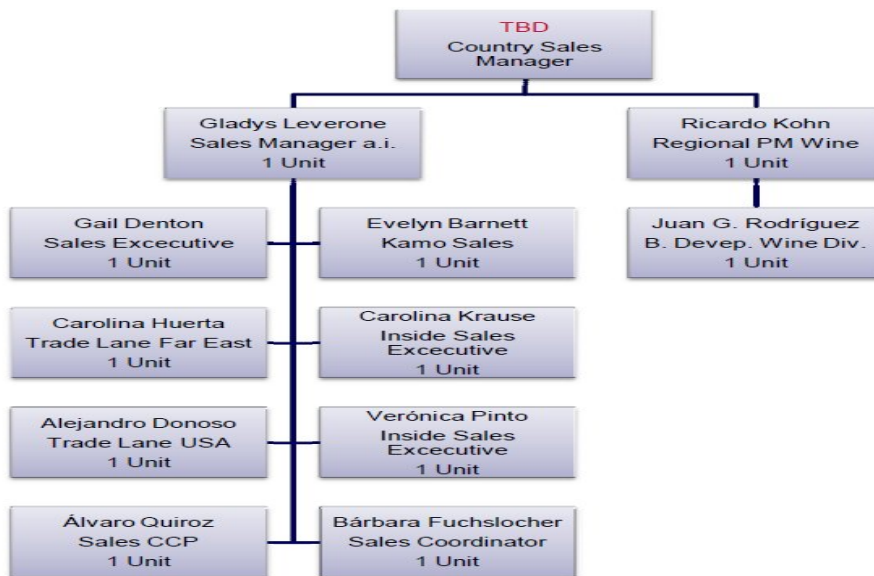 TBD
Country Sales
Manager
Gladys Leverone
Sales Manager a.i.
1 Unit
Ricardo Kohn
Regional PM Wine
1 Unit
Gail Denton
Sales Excecutive
1 Unit
Evelyn Barnett
Kamo Sales
1 Unit
Juan G. Rodríguez
B. Devep. Wine Div.
1 Unit
Carolina Huerta
Trade Lane Far East
1 Unit
Carolina Krause
Inside Sales
Excecutive
1 Unit
Alejandro Donoso
Trade Lane USA
1 Unit
Verónica Pinto
Inside Sales
Excecutive
1 Unit
Álvaro Quiroz
Sales CCP
1 Unit
Bárbara Fuchslocher
Sales Coordinator
1 Unit